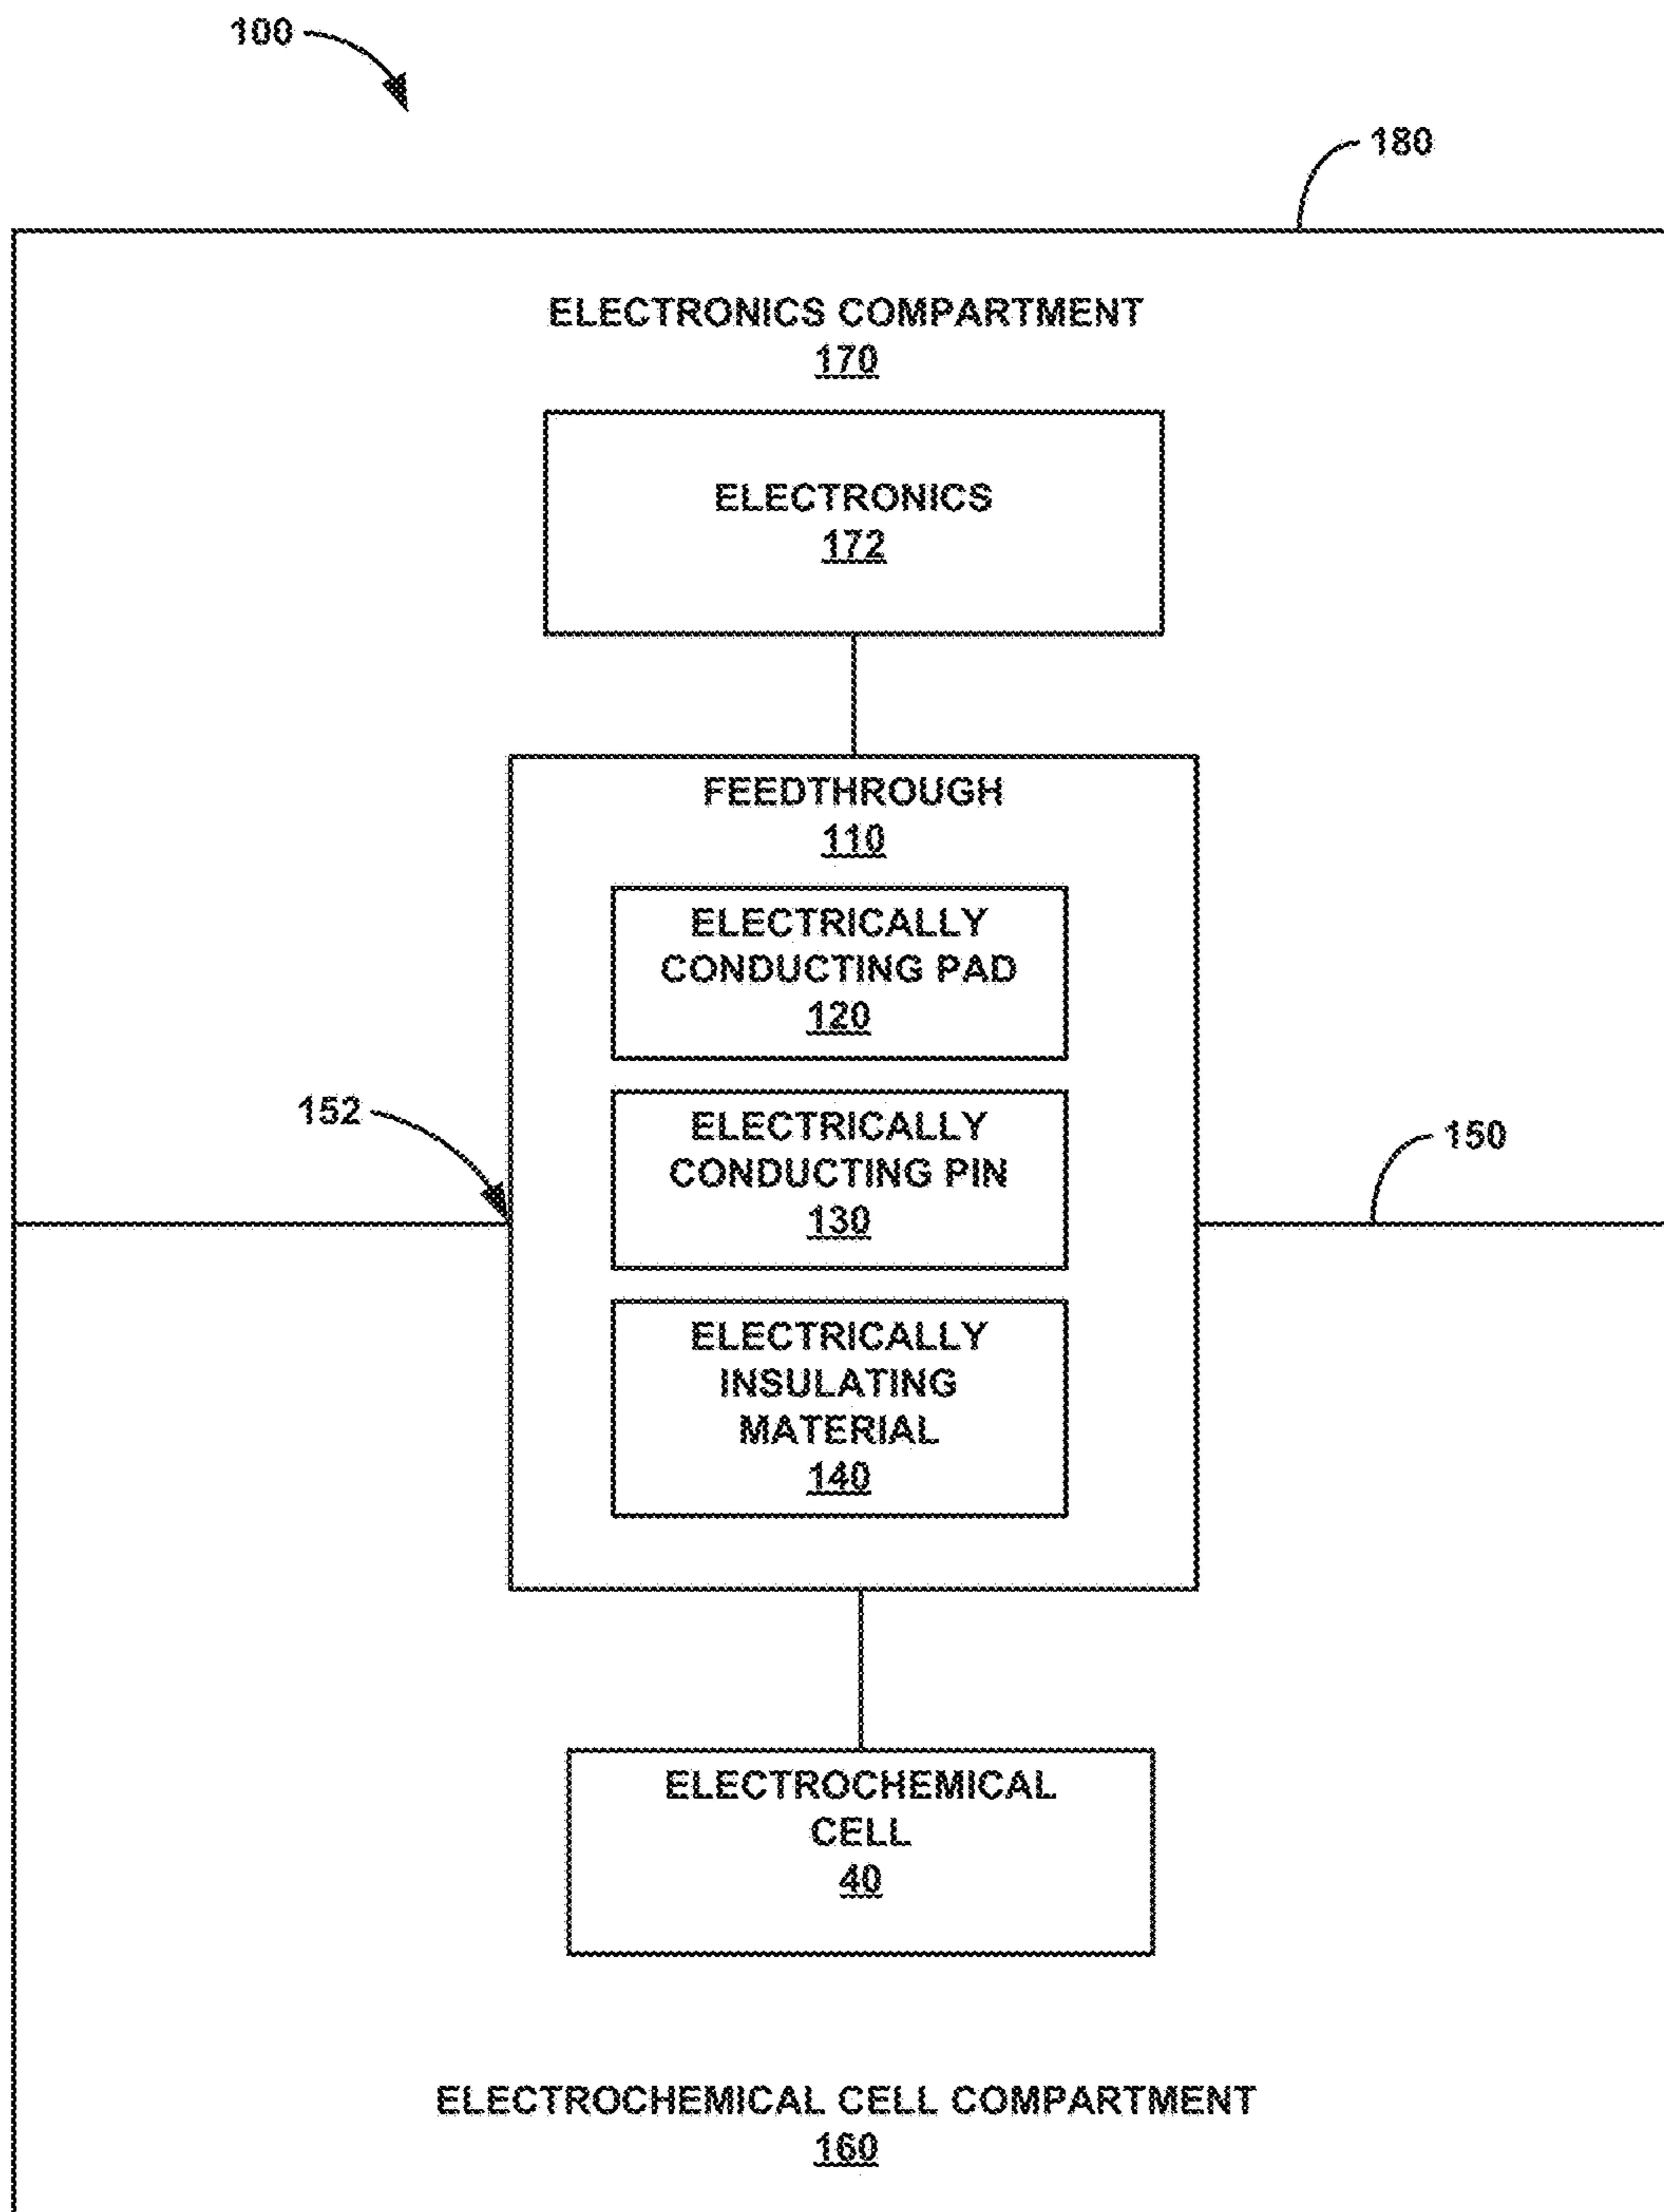 100
180
ELECTRONICS COMPARTMENT
170
ELECTRONICS
172
FEEDTHROUGH
110
ELECTRICALLY
CONDUCTING PAD
120
152
ELECTRICALLY
CONDUCTING PIN
130
150
ELECTRICALLY
INSULATING
MATERIAL
140
ELECTROCHEMICAL
CELL
40
ELECTROCHEMICAL CELL COMPARTMENT
160